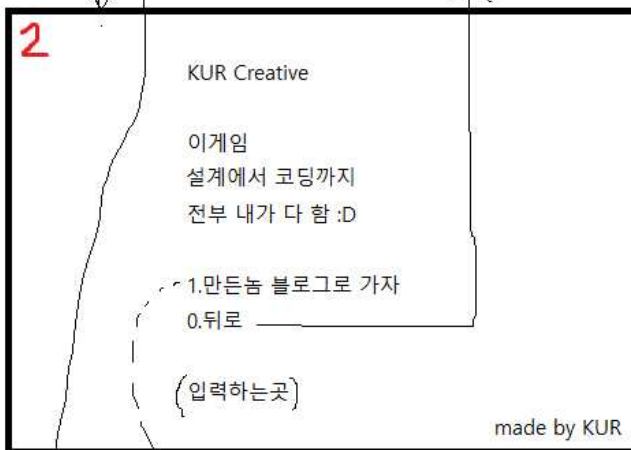 2
KUR Creative
이게임
설계에서 코딩까지
전부 내가 다 함 :D
1.만든놈 블로그로 가자
0.뒤로
(입력하는곳)
made by KUR